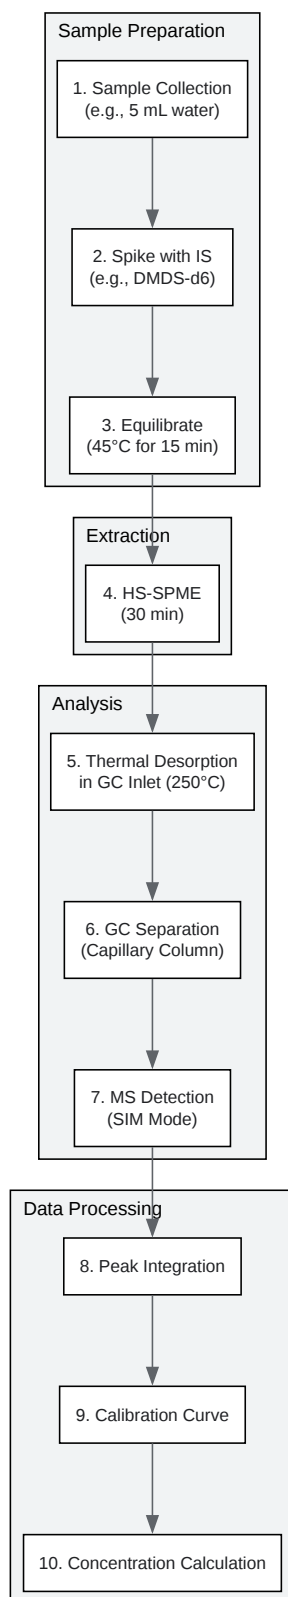 Sample Preparation
1. Sample Collection
(e.g., 5 mL water)
2. Spike with IS
(e.g., DMDS-d6)
3. Equilibrate
(45°C for 15 min)
Extraction
4. HS-SPME
(30 min)
Analysis
5. Thermal Desorption
in GC Inlet (250°C)
6. GC Separation
(Capillary Column)
7. MS Detection
(SIM Mode)
Data Processing
8. Peak Integration
9. Calibration Curve
10. Concentration Calculation